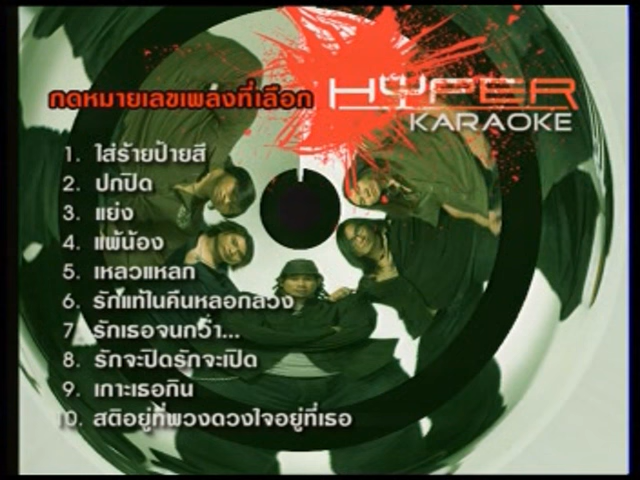 HYPER
กดหมายเลขเพลงที่เลือก
KARAOKE
1. ใส่ร้ายป้ายสี
2. ปกปิด
3. แย่ง
4. แพ้น้อง
5. เหลวแหลก
6. รักแท้ในคืนหลอกลวง
7. รักเธอจนกว่า...
8. รักจะปิดรักจะเปิด
9. เกาะเธอกิน
10. สติอยู่ที่พวงดวงใจอยู่ที่เธอ